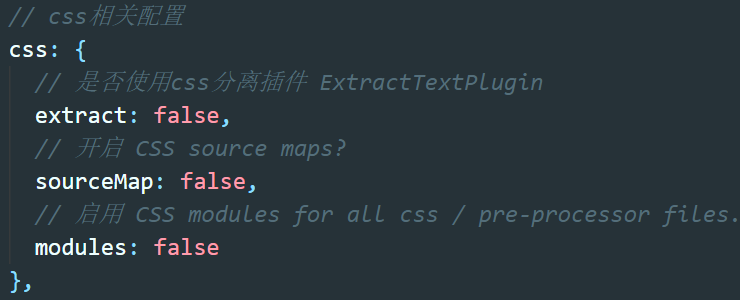 // css相关配置
css: {
// 是否使用css分离插件 ExtractTextPlugin
extract: false,
// 开启 CSS source maps?
sourceMap: false,
// 启用 CSS modules for all css / pre-processor files.
modules: false
},